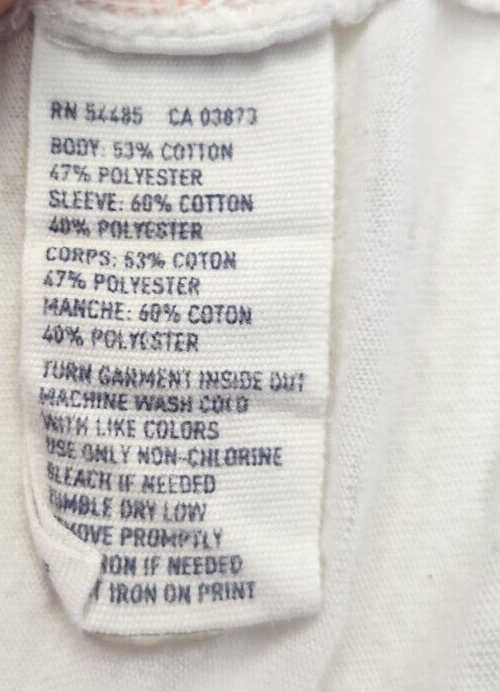 RN 54485 CA 03873
BODY: 53% COTTON
47% POLYESTER
SLEEVE: 60% COTTON
40% POLYESTER
CORPS: 53% COTON
47% POLYESTER
MANCHE: 60% COTON
40% POLYESTER
TURN GARMENT INSIDE OUT
MACHINE WASH COLD
WITH LIKE COLORS
USE ONLY NON-CHLORINE
BLEACH IF NEEDED
TUMBLE DRY LOW
MOVE PROMPTLY
IRON IF NEEDED
IRON ON PRINT